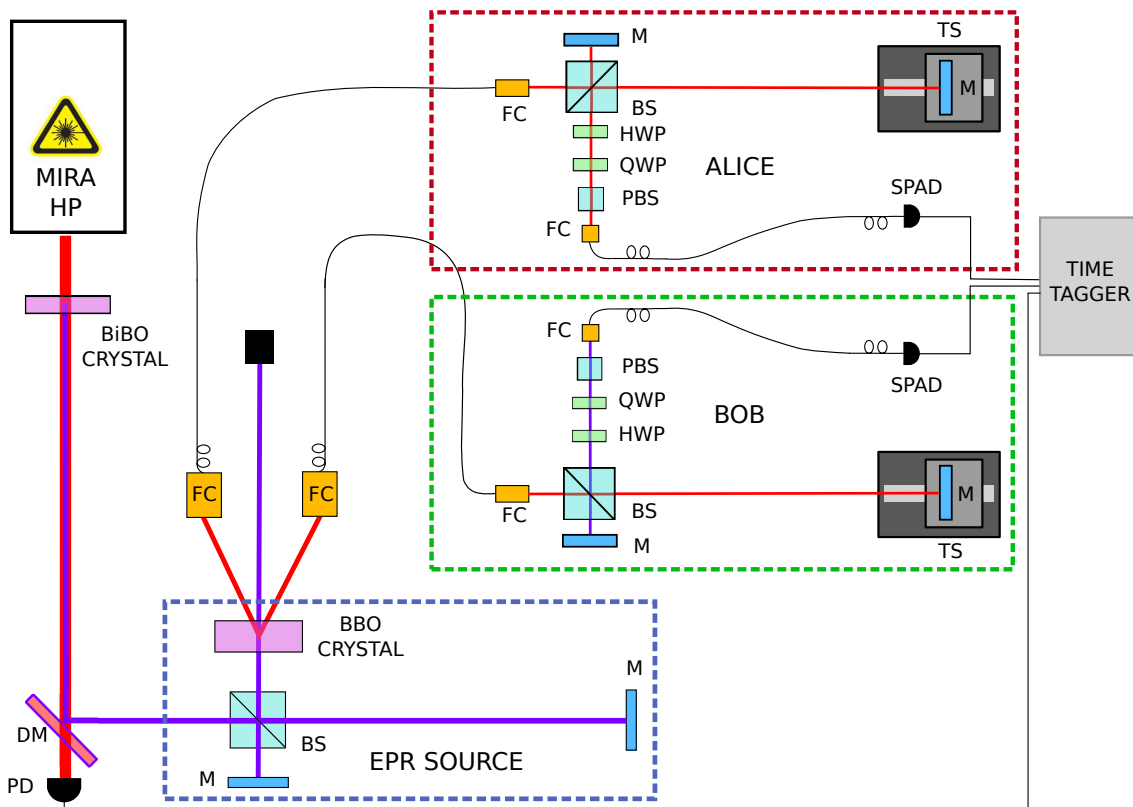 MIRA
HP
BiBO
CRYSTAL
DM
PD
FC
FC
BBO
CRYSTAL
BS
M
M
EPR SOURCE
M
FC
BS
HWP
QWP
PBS
FC
ALICE
TS
M
SPAD
TIME
TAGGER
FC
PBS
QWP
HWP
BOB
SPAD
FC
BS
M
M
TS